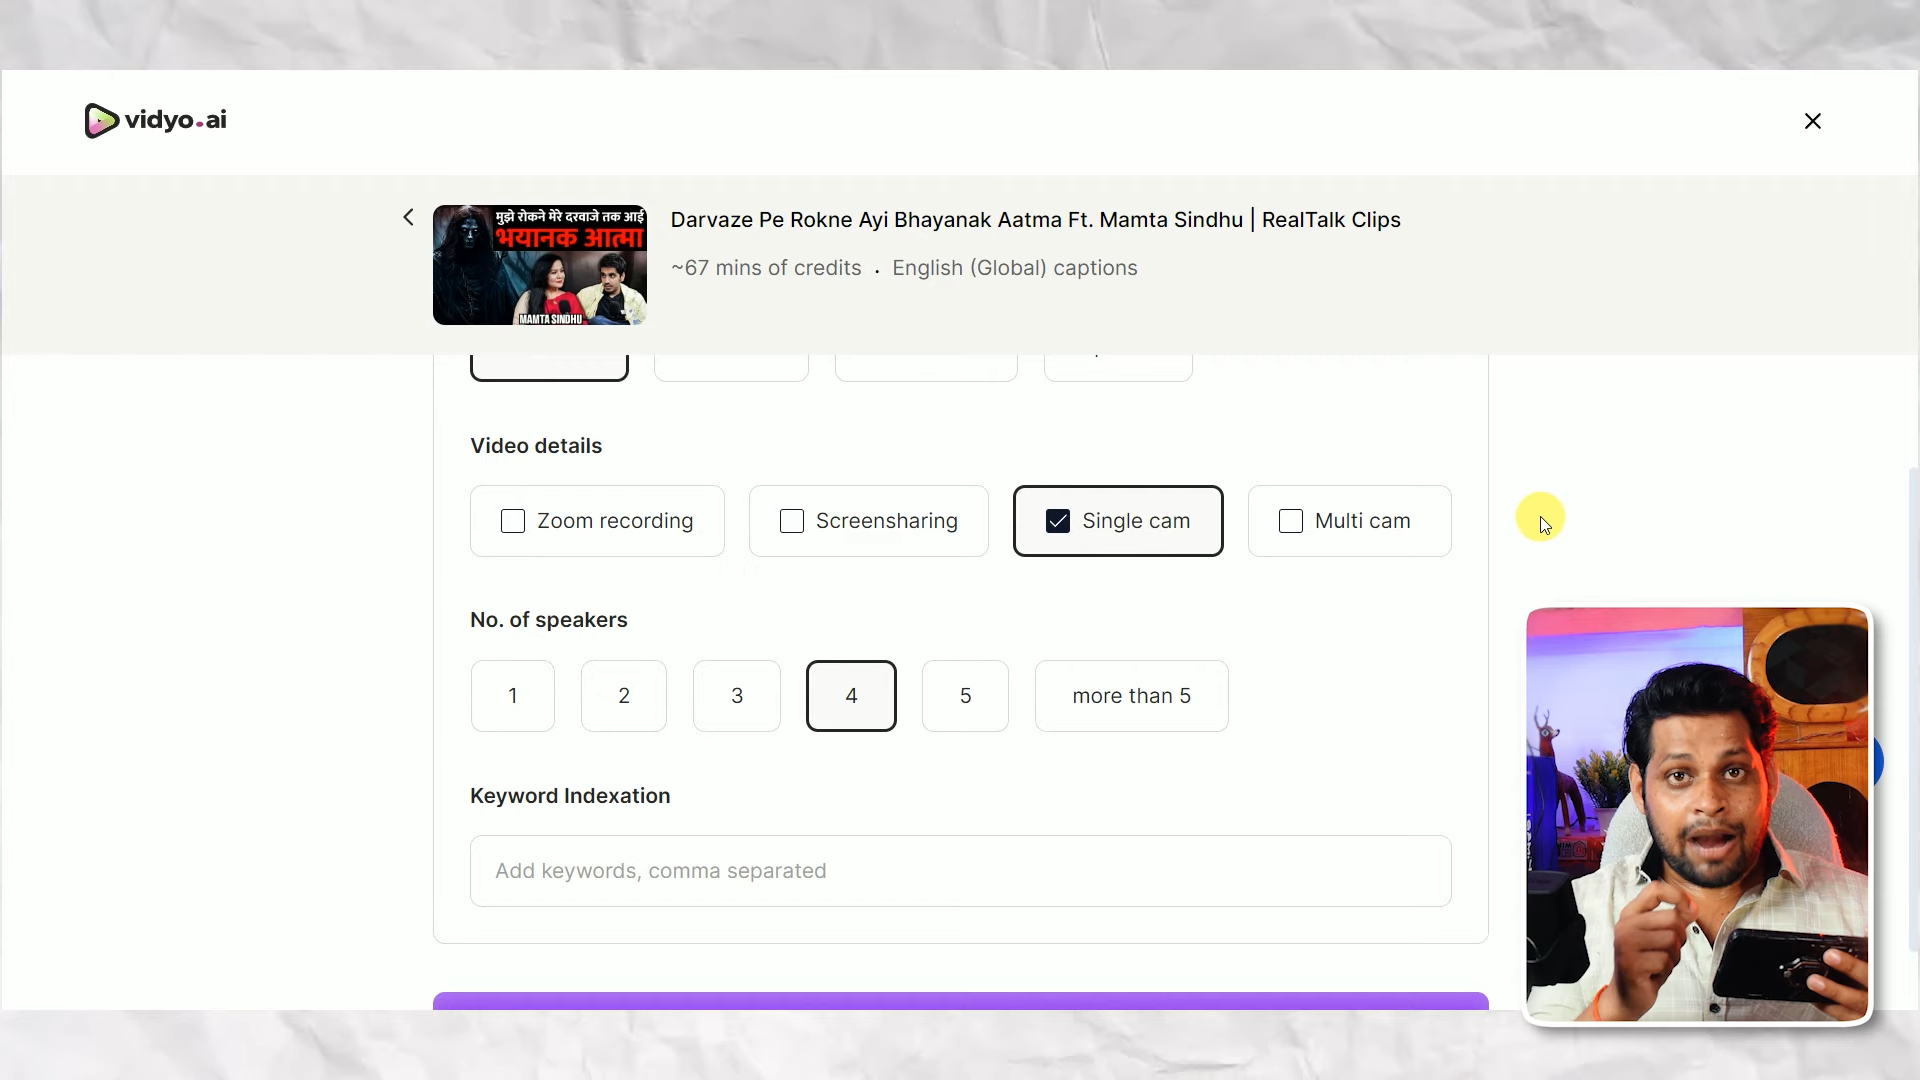 vidyo.ai
मुझे रोकने मेरे दरवाजे तक आई
भयानक आत्मा
MAMTA SINDHU
Darvaze Pe Rokne Ayi Bhayanak Aatma Ft. Mamta Sindhu | RealTalk Clips
~67 mins of credits . English (Global) captions
Video details
Zoom recording
Screensharing
Single cam
Multi cam
No. of speakers
1
2
3
4
5
more than 5
Keyword Indexation
Add keywords, comma separated